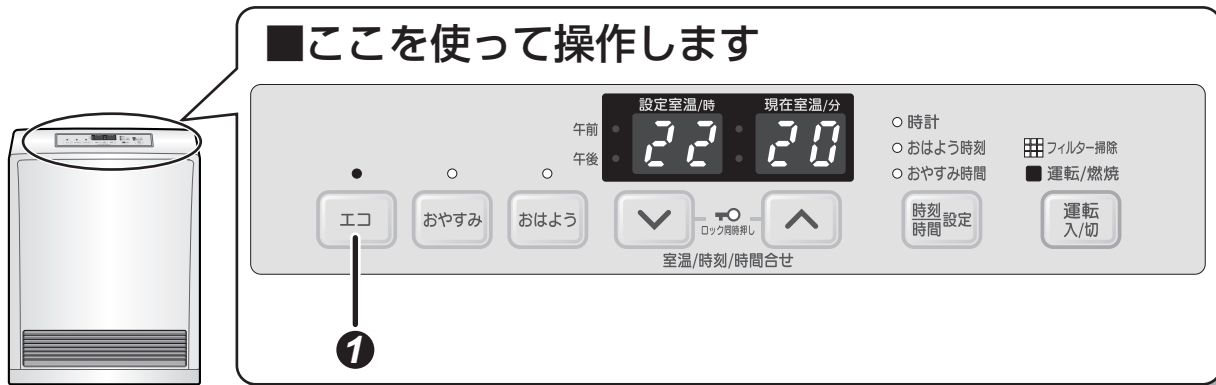 ■ここを使って操作します
設定室温/時 現在室温/分
午前
午後
22 20
時計
おはよう時刻
おやすみ時間
フィルター掃除
運転/燃焼
エコ
おやすみ
おはよう
ロック同時押し
室温/時刻/時間合せ
時刻
時間
設定
運転
入/切
1